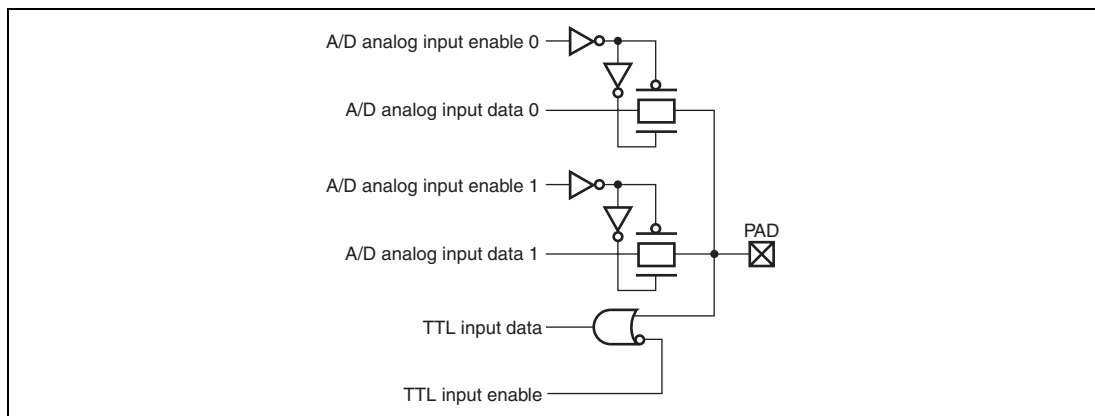 A/D analog input enable 0
A/D analog input data 0
A/D analog input enable 1
PAD
A/D analog input data 1
TTL input data
TTL input enable